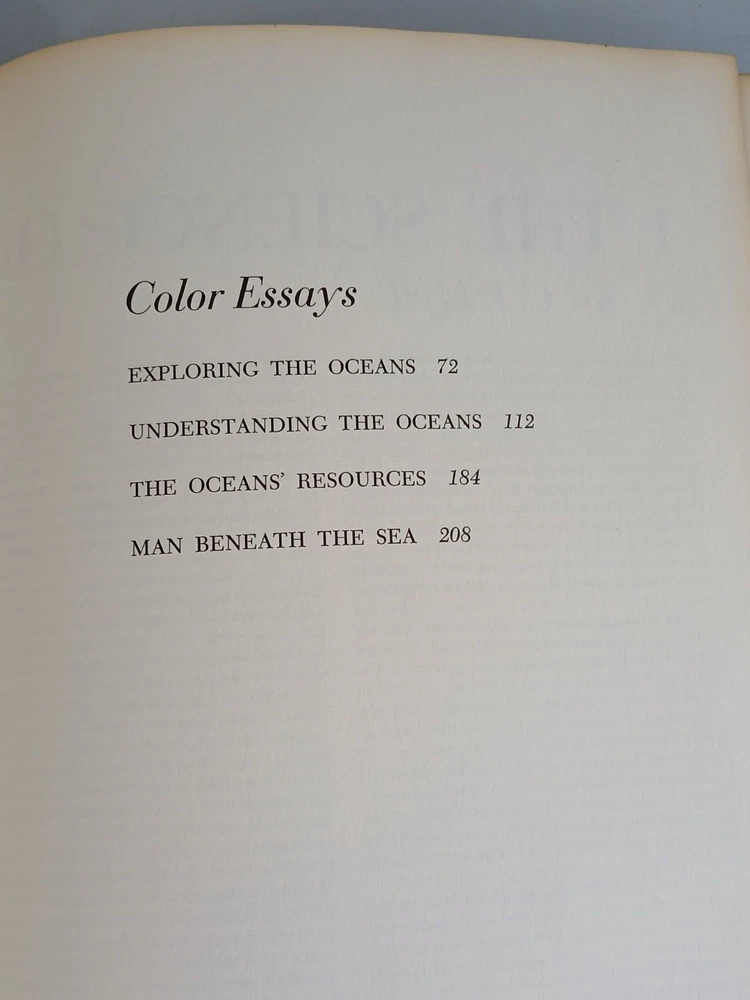 Color Essays
EXPLORING THE OCEANS 72
UNDERSTANDING THE OCEANS 112
THE OCEANS' RESOURCES 184
MAN BENEATH THE SEA 208